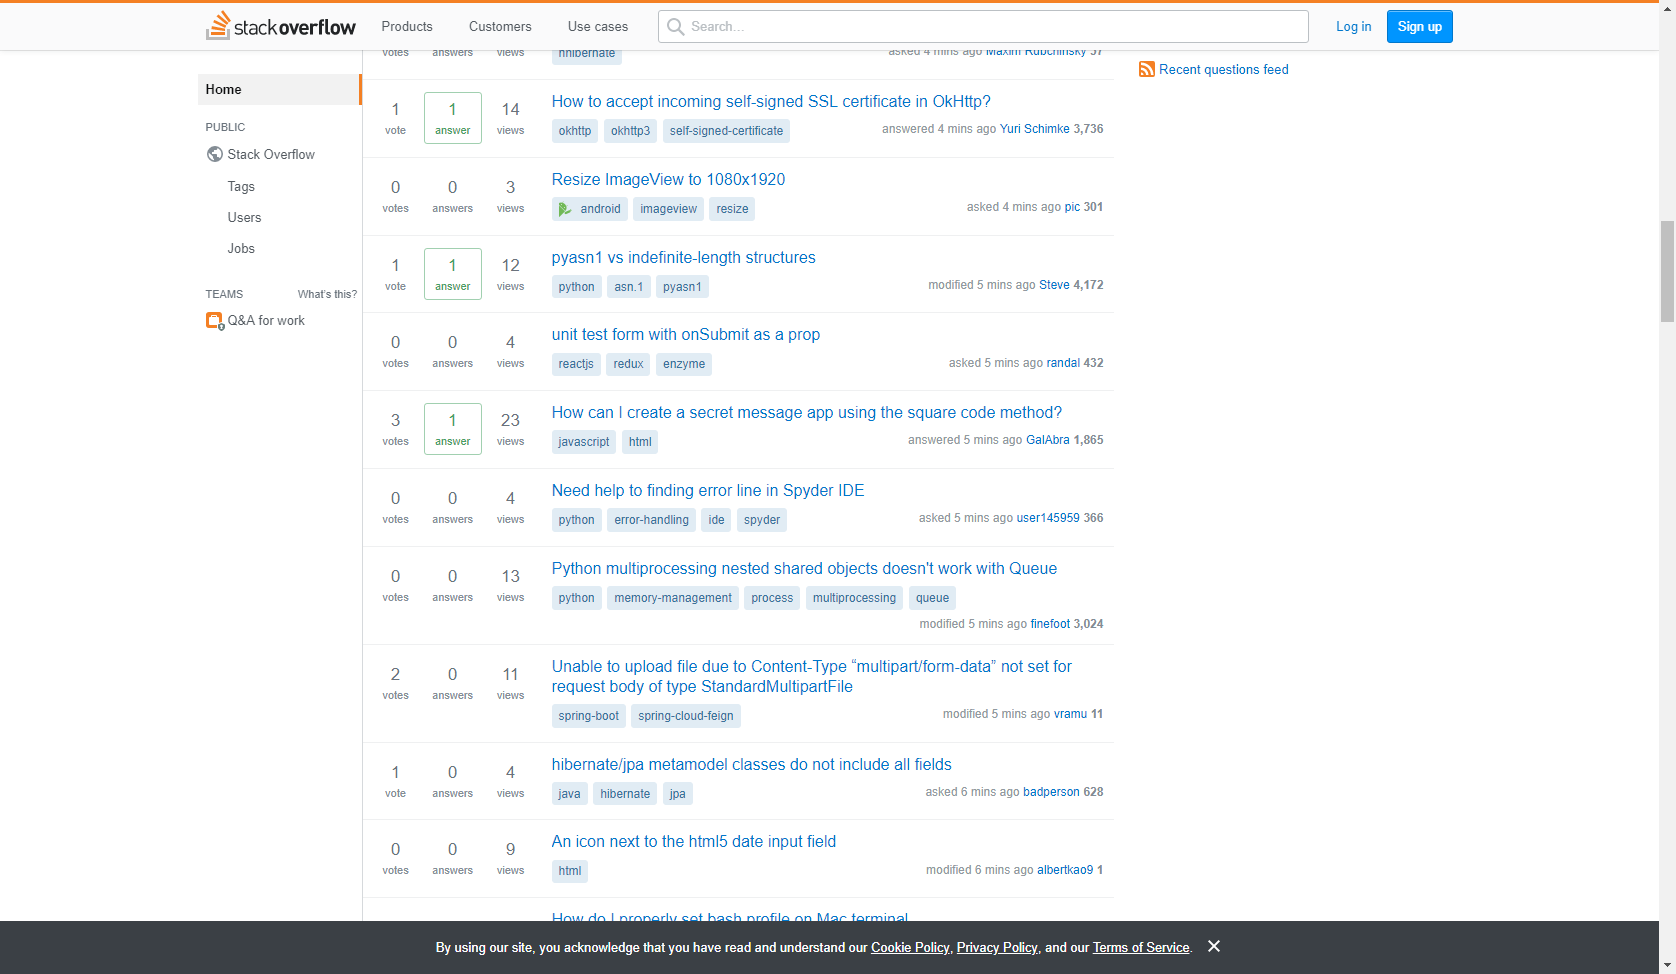 stackoverflow Products Customers Use cases Search... Log in Sign up
votes answers views hhibernate asked 4 mins ago Maxim Rubchinsky 37
Recent questions feed
Home
PUBLIC
Stack Overflow
Tags
Users
Jobs
TEAMS What's this?
Q&A for work
1 vote 1 answer 14 views
How to accept incoming self-signed SSL certificate in OkHttp?
okhttp okhttp3 self-signed-certificate
answered 4 mins ago Yuri Schimke 3,736
0 votes 0 answers 3 views
Resize ImageView to 1080x1920
android imageview resize
asked 4 mins ago pic 301
1 vote 1 answer 12 views
pyasn1 vs indefinite-length structures
python asn.1 pyasn1
modified 5 mins ago Steve 4,172
0 votes 0 answers 4 views
unit test form with onSubmit as a prop
reactjs redux enzyme
asked 5 mins ago randal 432
3 votes 1 answer 23 views
How can I create a secret message app using the square code method?
javascript html
answered 5 mins ago GalAbra 1,865
0 votes 0 answers 4 views
Need help to finding error line in Spyder IDE
python error-handling ide spyder
asked 5 mins ago user145959 366
0 votes 0 answers 13 views
Python multiprocessing nested shared objects doesn't work with Queue
python memory-management process multiprocessing queue
modified 5 mins ago finefoot 3,024
2 votes 0 answers 11 views
Unable to upload file due to Content-Type “multipart/form-data” not set for
request body of type StandardMultipartFile
spring-boot spring-cloud-feign
modified 5 mins ago vramu 11
1 vote 0 answers 4 views
hibernate/jpa metamodel classes do not include all fields
java hibernate jpa
asked 6 mins ago badperson 628
0 votes 0 answers 9 views
An icon next to the html5 date input field
html
modified 6 mins ago albertkao9 1
How do I properly set bash profile on Mac terminal
By using our site, you acknowledge that you have read and understand our Cookie Policy, Privacy Policy, and our Terms of Service.